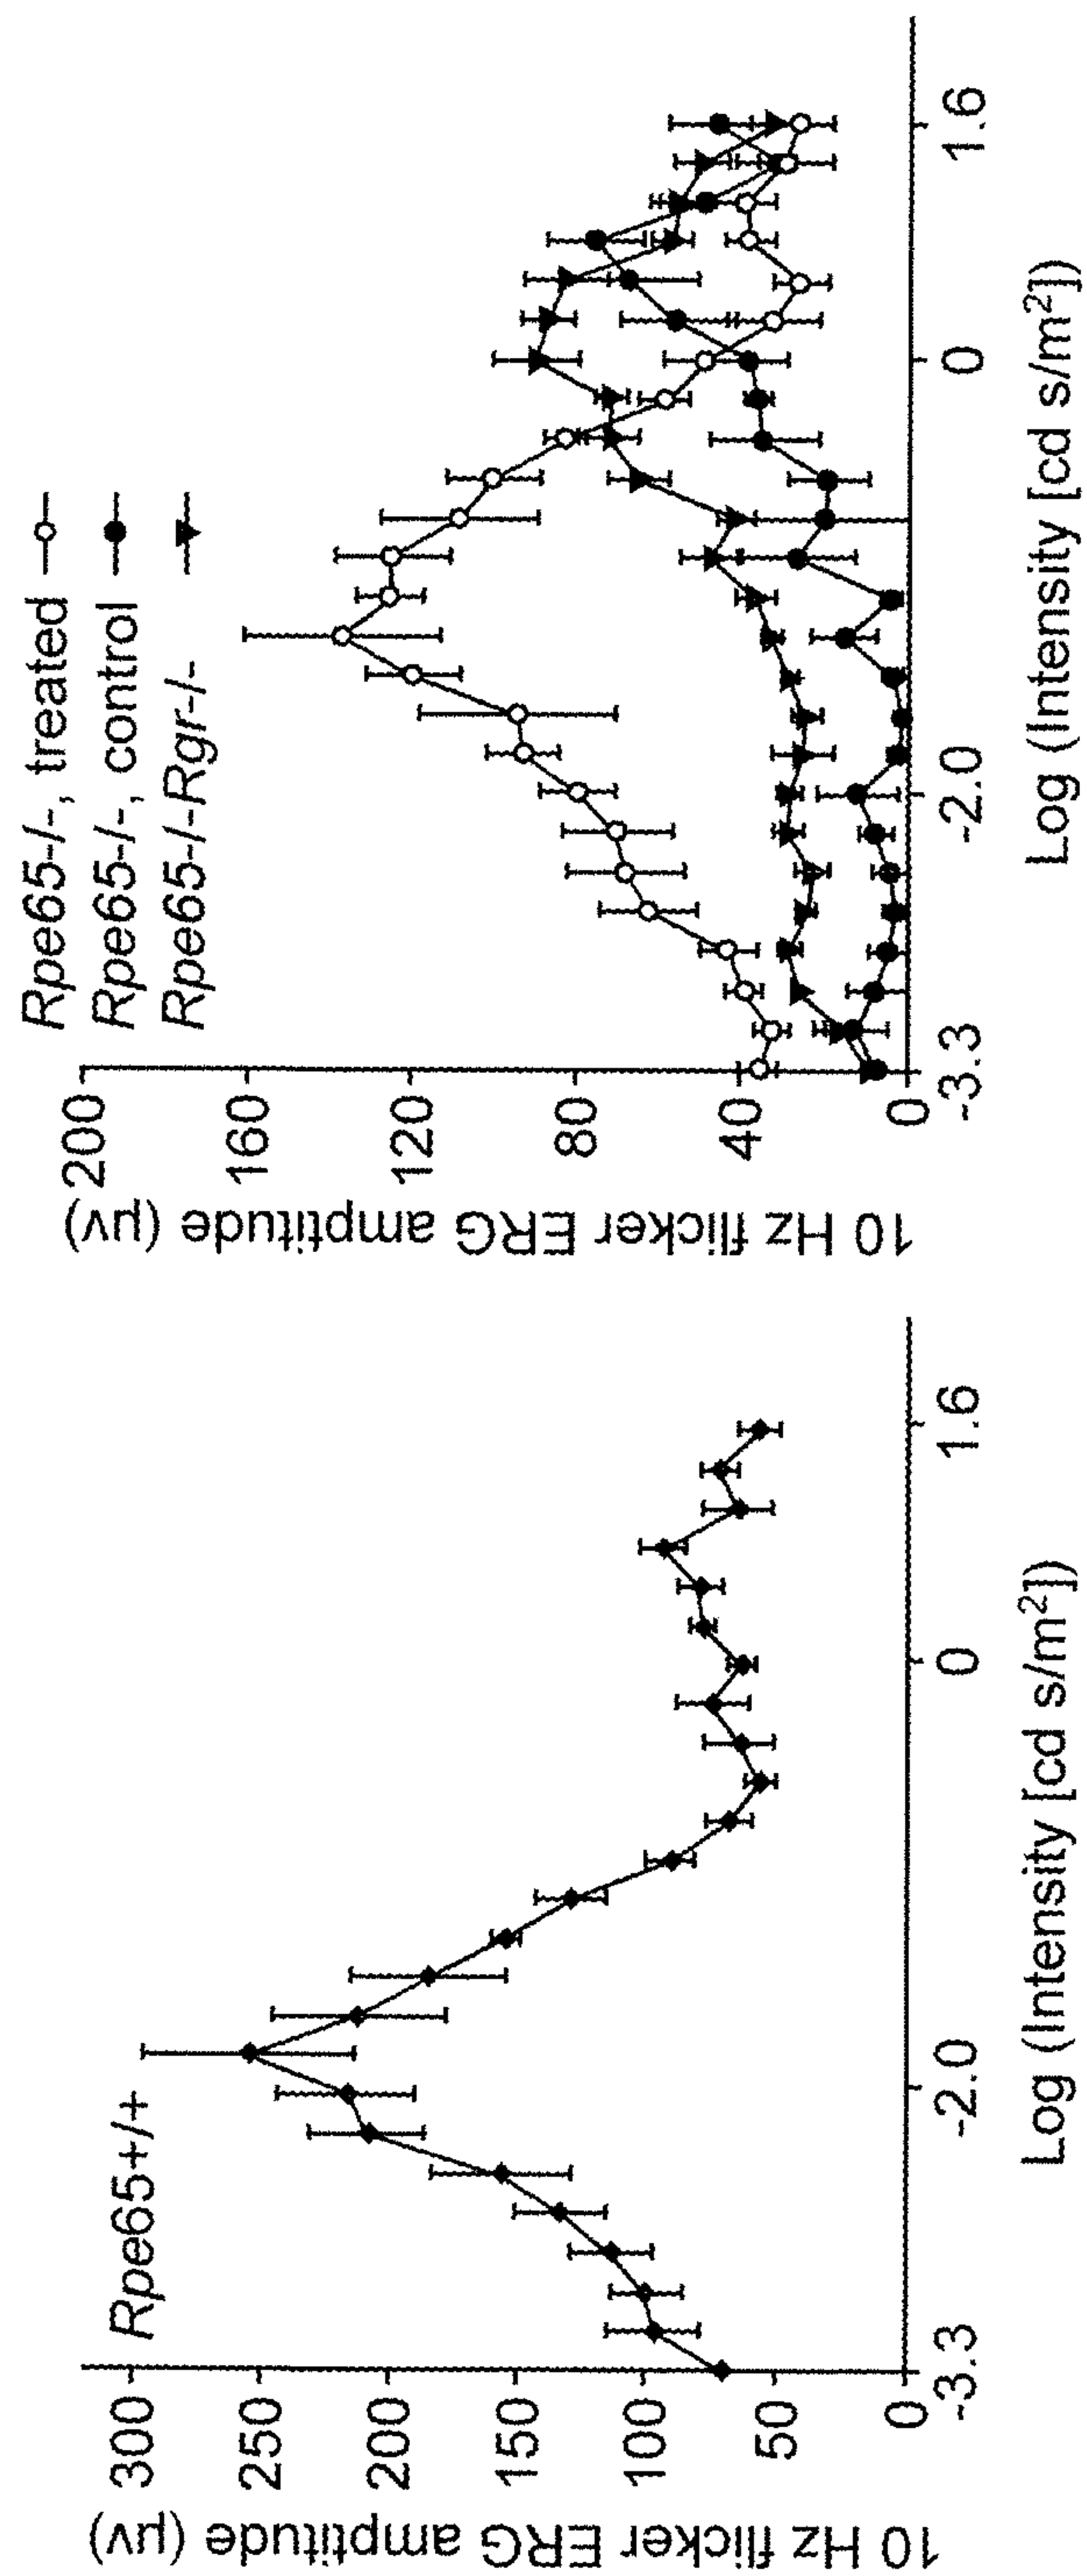 10 Hz flicker ERG amptitude (µv)
300
250
200
150
100
50
0
Rpe65+/+
-3.3
-2.0
0
1.6
Log (Intensity [cd s/m²])
10 Hz flicker ERG amptitude (µv)
200
160
120
80
40
0
Rpe65-/-, treated
Rpe65-/-, control
Rpe65-/-Rgr-/-
-3.3
-2.0
0
1.6
Log (Intensity [cd s/m²])